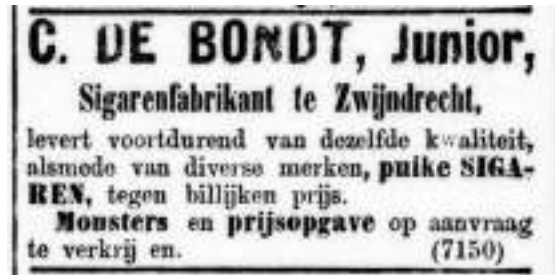 C. DE BONDT, Junior,
Sigarenfabrikant te Zwijndrecht,
levert voortdurend van dezelfde kwaliteit,
alsmede van diverse merken, puike SIGA-
REN, tegen billijken prijs.
Monsters en prijsopgave op aanvraag
te verkrij en. (7150)